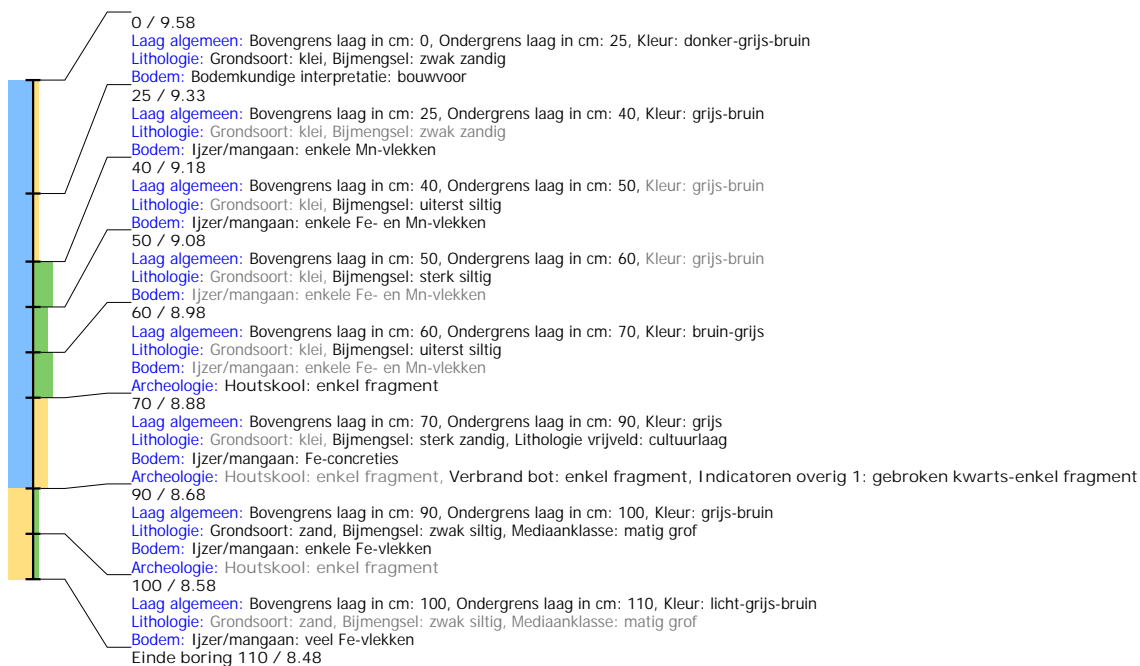 0 / 9.58
Laag algemeen: Bovengrens laag in cm: 0, Ondergrens laag in cm: 25, Kleur: donker-grijs-bruin
Lithologie: Grondsoort: klei, Bijmengsel: zwak zandig
Bodem: Bodemkundige interpretatie: bouwvoor
25 / 9.33
Laag algemeen: Bovengrens laag in cm: 25, Ondergrens laag in cm: 40, Kleur: grijs-bruin
Lithologie: Grondsoort: klei, Bijmengsel: zwak zandig
Bodem: Ijzer/mangaan: enkele Mn-vlekken
40 / 9.18
Laag algemeen: Bovengrens laag in cm: 40, Ondergrens laag in cm: 50, Kleur: grijs-bruin
Lithologie: Grondsoort: klei, Bijmengsel: uiterst siltig
Bodem: Ijzer/mangaan: enkele Fe- en Mn-vlekken
50 / 9.08
Laag algemeen: Bovengrens laag in cm: 50, Ondergrens laag in cm: 60, Kleur: grijs-bruin
Lithologie: Grondsoort: klei, Bijmengsel: sterk siltig
Bodem: Ijzer/mangaan: enkele Fe- en Mn-vlekken
60 / 8.98
Laag algemeen: Bovengrens laag in cm: 60, Ondergrens laag in cm: 70, Kleur: bruin-grijs
Lithologie: Grondsoort: klei, Bijmengsel: uiterst siltig
Bodem: Ijzer/mangaan: enkele Fe- en Mn-vlekken
Archeologie: Houtskool: enkel fragment
70 / 8.88
Laag algemeen: Bovengrens laag in cm: 70, Ondergrens laag in cm: 90, Kleur: grijs
Lithologie: Grondsoort: klei, Bijmengsel: sterk zandig, Lithologie vrijveld: cultuurlaag
Bodem: Ijzer/mangaan: Fe-concreties
Archeologie: Houtskool: enkel fragment, Verbrand bot: enkel fragment, Indicatoren overig 1: gebroken kwarts-enkel fragment
90 / 8.68
Laag algemeen: Bovengrens laag in cm: 90, Ondergrens laag in cm: 100, Kleur: grijs-bruin
Lithologie: Grondsoort: zand, Bijmengsel: zwak siltig, Mediaanklasse: matig grof
Bodem: Ijzer/mangaan: enkele Fe-vlekken
Archeologie: Houtskool: enkel fragment
100 / 8.58
Laag algemeen: Bovengrens laag in cm: 100, Ondergrens laag in cm: 110, Kleur: licht-grijs-bruin
Lithologie: Grondsoort: zand, Bijmengsel: zwak siltig, Mediaanklasse: matig grof
Bodem: Ijzer/mangaan: veel Fe-vlekken
Einde boring 110 / 8.48